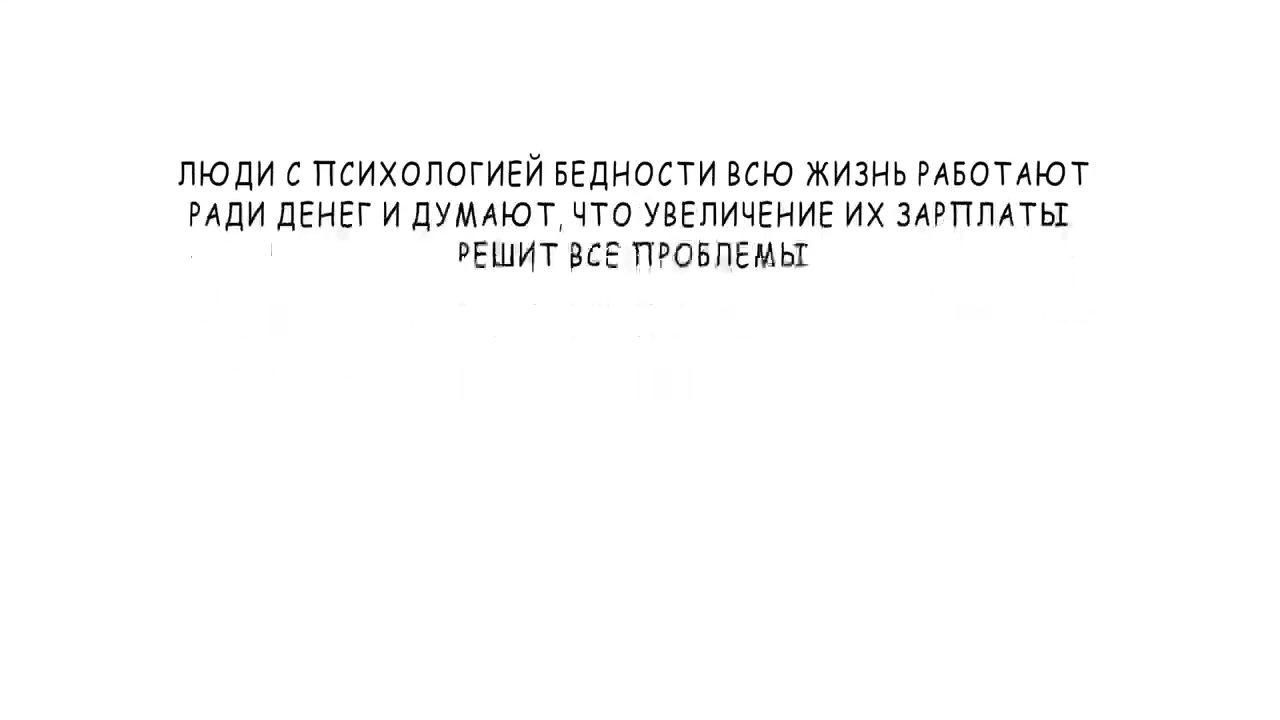 ЛЮДИ С ПСИХОЛОГИЕЙ БЕДНОСТИ ВСЮ ЖИЗНЬ РАБОТАЮТ
РАДИ ДЕНЕГ И ДУМАЮТ, ЧТО УВЕЛИЧЕНИЕ ИХ ЗАРПЛАТЫ
РЕШИТ ВСЕ ПРОБЛЕМЫ